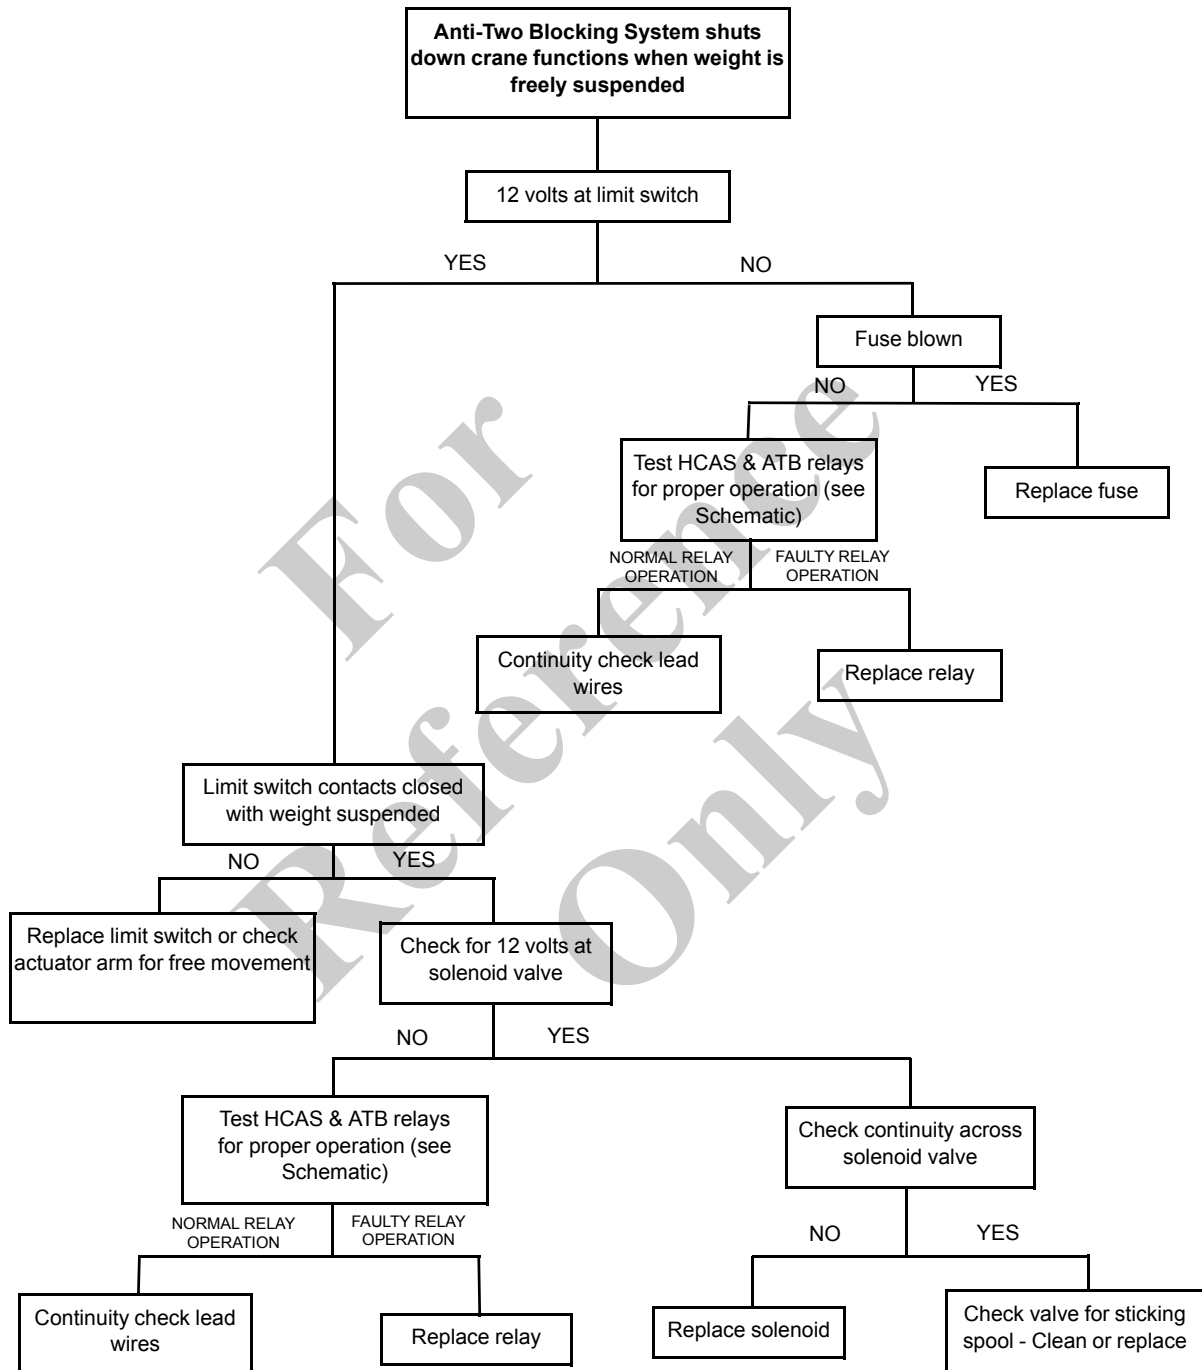 Anti-Two Blocking System shuts
down crane functions when weight is
freely suspended
12 volts at limit switch
YES
NO
Fuse blown
NO
YES
Test HCAS & ATB relays
for proper operation (see
Schematic)
Replace fuse
NORMAL RELAY
OPERATION
FAULTY RELAY
OPERATION
Continuity check lead
wires
Replace relay
Limit switch contacts closed
with weight suspended
NO
YES
Replace limit switch or check
actuator arm for free movement
Check for 12 volts at
solenoid valve
NO
YES
Test HCAS & ATB relays
for proper operation (see
Schematic)
Check continuity across
solenoid valve
NORMAL RELAY
OPERATION
FAULTY RELAY
OPERATION
NO
YES
Continuity check lead
wires
Replace relay
Replace solenoid
Check valve for sticking
spool - Clean or replace
For
Reference
Only